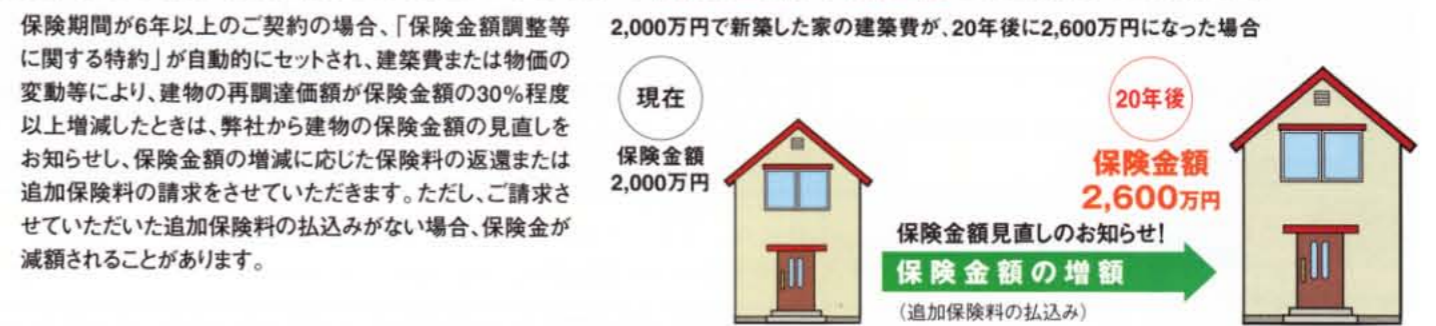 保険期間が6年以上のご契約の場合、「保険金額調整等
に関する特約」が自動的にセットされ、建築費または物価の
変動等により、建物の再調達価額が保険金額の30%程度
以上増減したときは、弊社から建物の保険金額の見直しを
お知らせし、保険金額の増減に応じた保険料の返還または
追加保険料の請求をさせていただきます。ただし、ご請求さ
せていただいた追加保険料の払込みがない場合、保険金が
減額されることがあります。
2,000万円で新築した家の建築費が、20年後に2,600万円になった場合
現在
保険金額
2,000万円
20年後
保険金額
2,600万円
保険金額見直しのお知らせ!
保険金額の増額
(追加保険料の払込み)